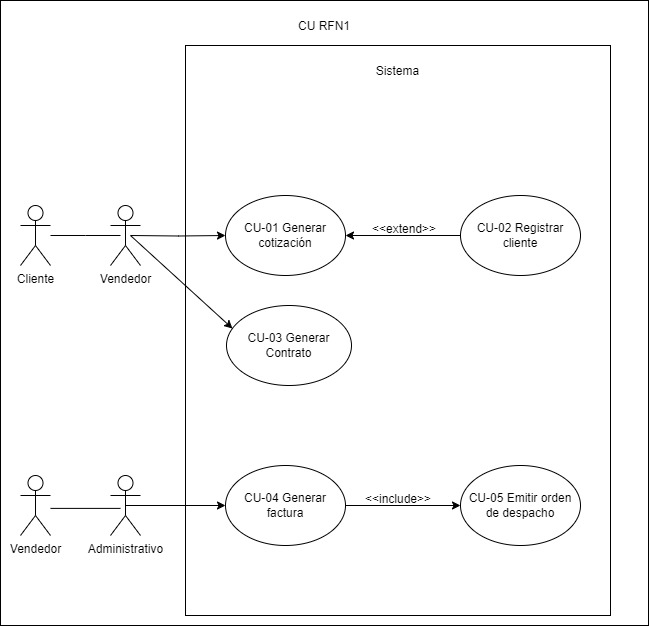 CU RFN1
Sistema
CU-01 Generar
cotización
<<extend>>
CU-02 Registrar
cliente
Cliente
Vendedor
CU-03 Generar
Contrato
CU-04 Generar
factura
<<include>>
CU-05 Emitir orden
de despacho
Vendedor
Administrativo